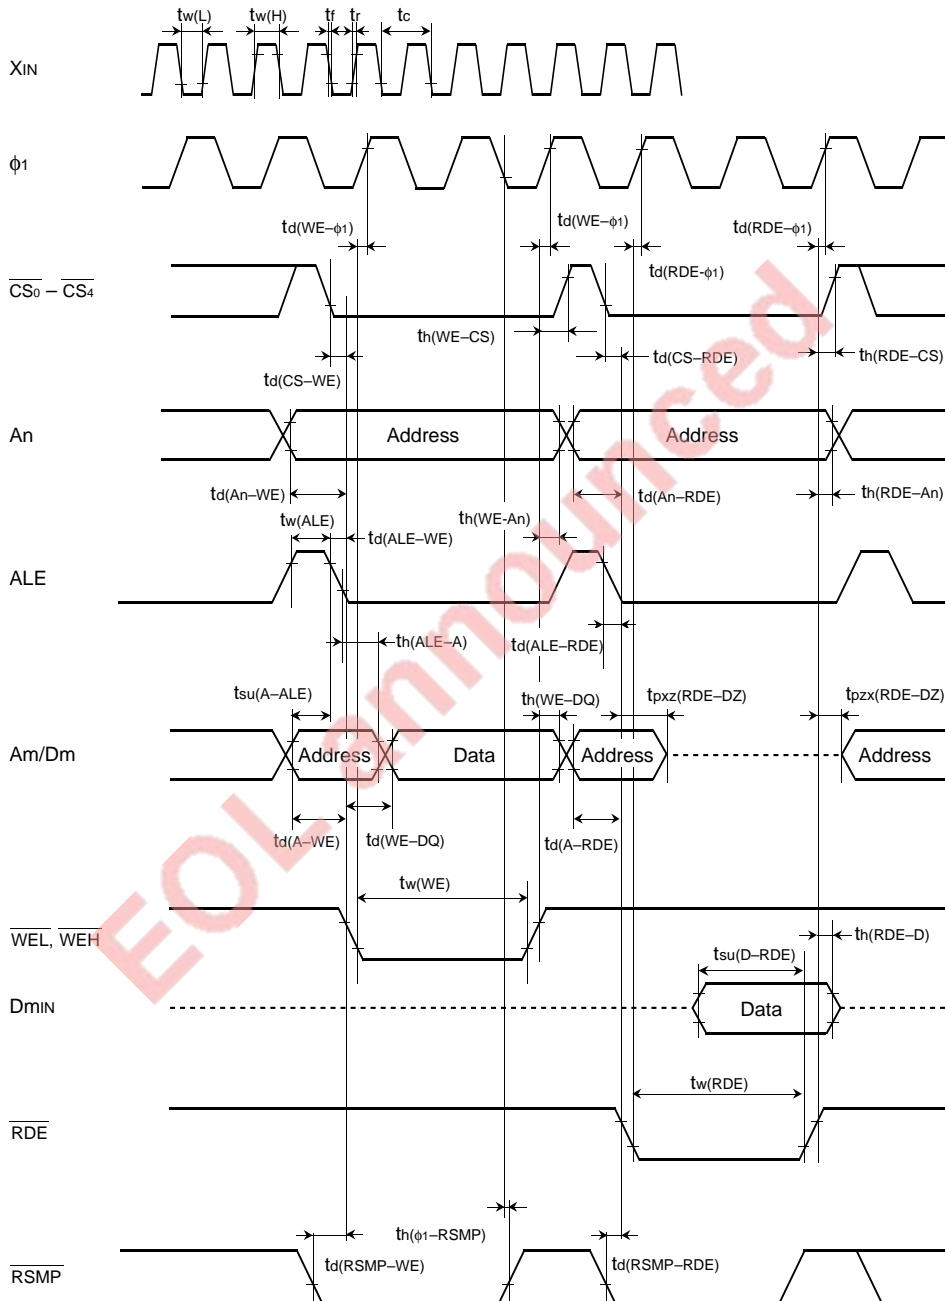 tw(L) tw(H) tf tr tc
XIN
ϕ1
td(WE–ϕ1) td(WE–ϕ1) td(RDE–ϕ1)
td(RDE-ϕ1)
CS0 – CS4
th(WE–CS) td(CS–RDE) th(RDE–CS)
td(CS–WE)
An Address Address
td(An–WE) td(An–RDE) th(RDE–An)
tw(ALE) th(WE-An)
td(ALE–WE)
ALE
th(ALE–A) td(ALE–RDE)
tsu(A–ALE) th(WE–DQ) tpxz(RDE–DZ) tpzx(RDE–DZ)
Am/Dm Address Data Address Address
td(A–WE) td(WE–DQ) td(A–RDE)
tw(WE)
WEL, WEH
tsu(D–RDE) th(RDE–D)
DmIN Data
tw(RDE)
RDE
th(ϕ1–RSMP)
td(RSMP–WE) td(RSMP–RDE)
RSMP
EOL announced